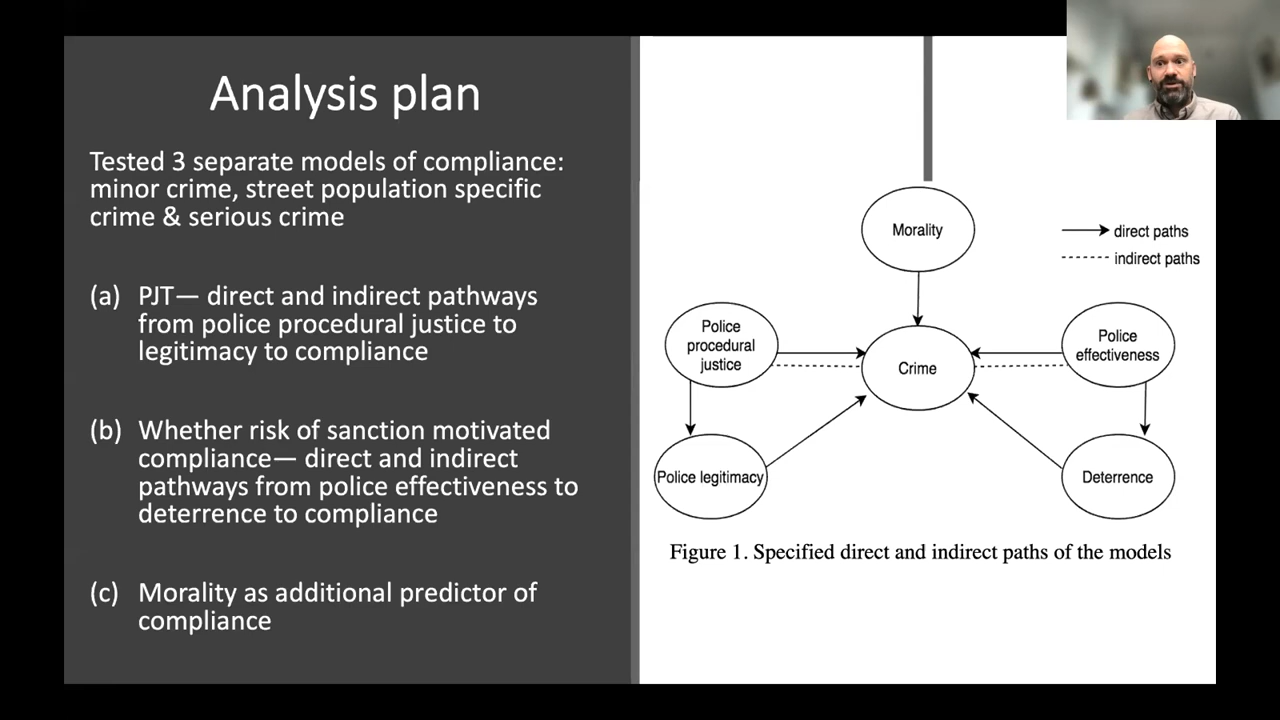 Analysis plan
Tested 3 separate models of compliance:
minor crime, street population specific
crime & serious crime
(a) PJT— direct and indirect pathways
from police procedural justice to
legitimacy to compliance
(b) Whether risk of sanction motivated
compliance— direct and indirect
pathways from police effectiveness to
deterrence to compliance
(c) Morality as additional predictor of
compliance
Morality
direct paths
indirect paths
Police
procedural
justice
Crime
Police
effectiveness
Police legitimacy
Deterrence
Figure 1. Specified direct and indirect paths of the models